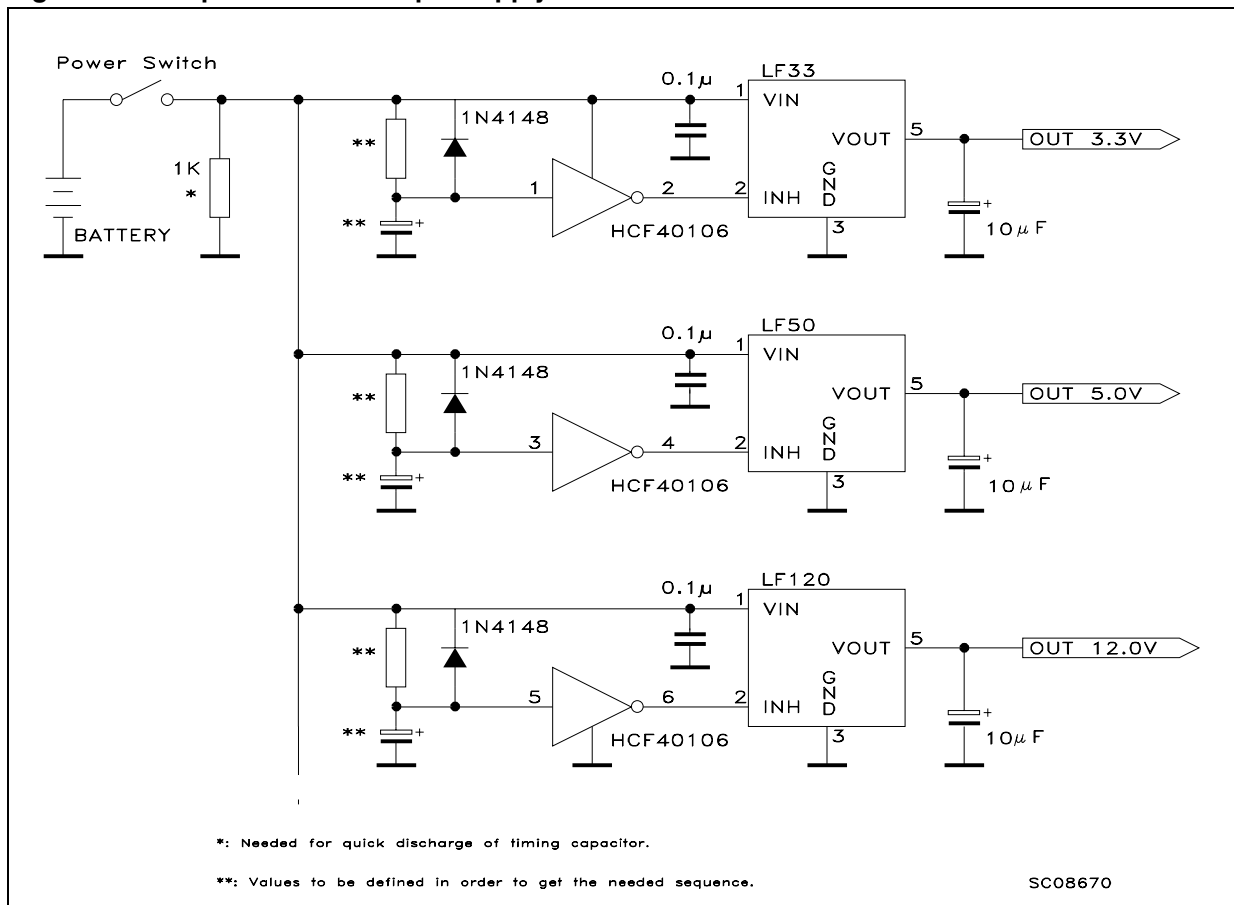 Power Switch
1K
*
BATTERY
**
**
1N4148
1
2
HCF40106
0.1μ
LF33
1
VIN
VOUT
5
2
INH
GND
3
OUT 3.3V
+
+
10μF
**
**
1N4148
3
4
HCF40106
0.1μ
LF50
1
VIN
VOUT
5
2
INH
GND
3
OUT 5.0V
+
+
10μF
**
**
1N4148
5
6
HCF40106
0.1μ
LF120
1
VIN
VOUT
5
2
INH
GND
3
OUT 12.0V
+
+
10μF
*: Needed for quick discharge of timing capacitor.
**: Values to be defined in order to get the needed sequence.
SC08670